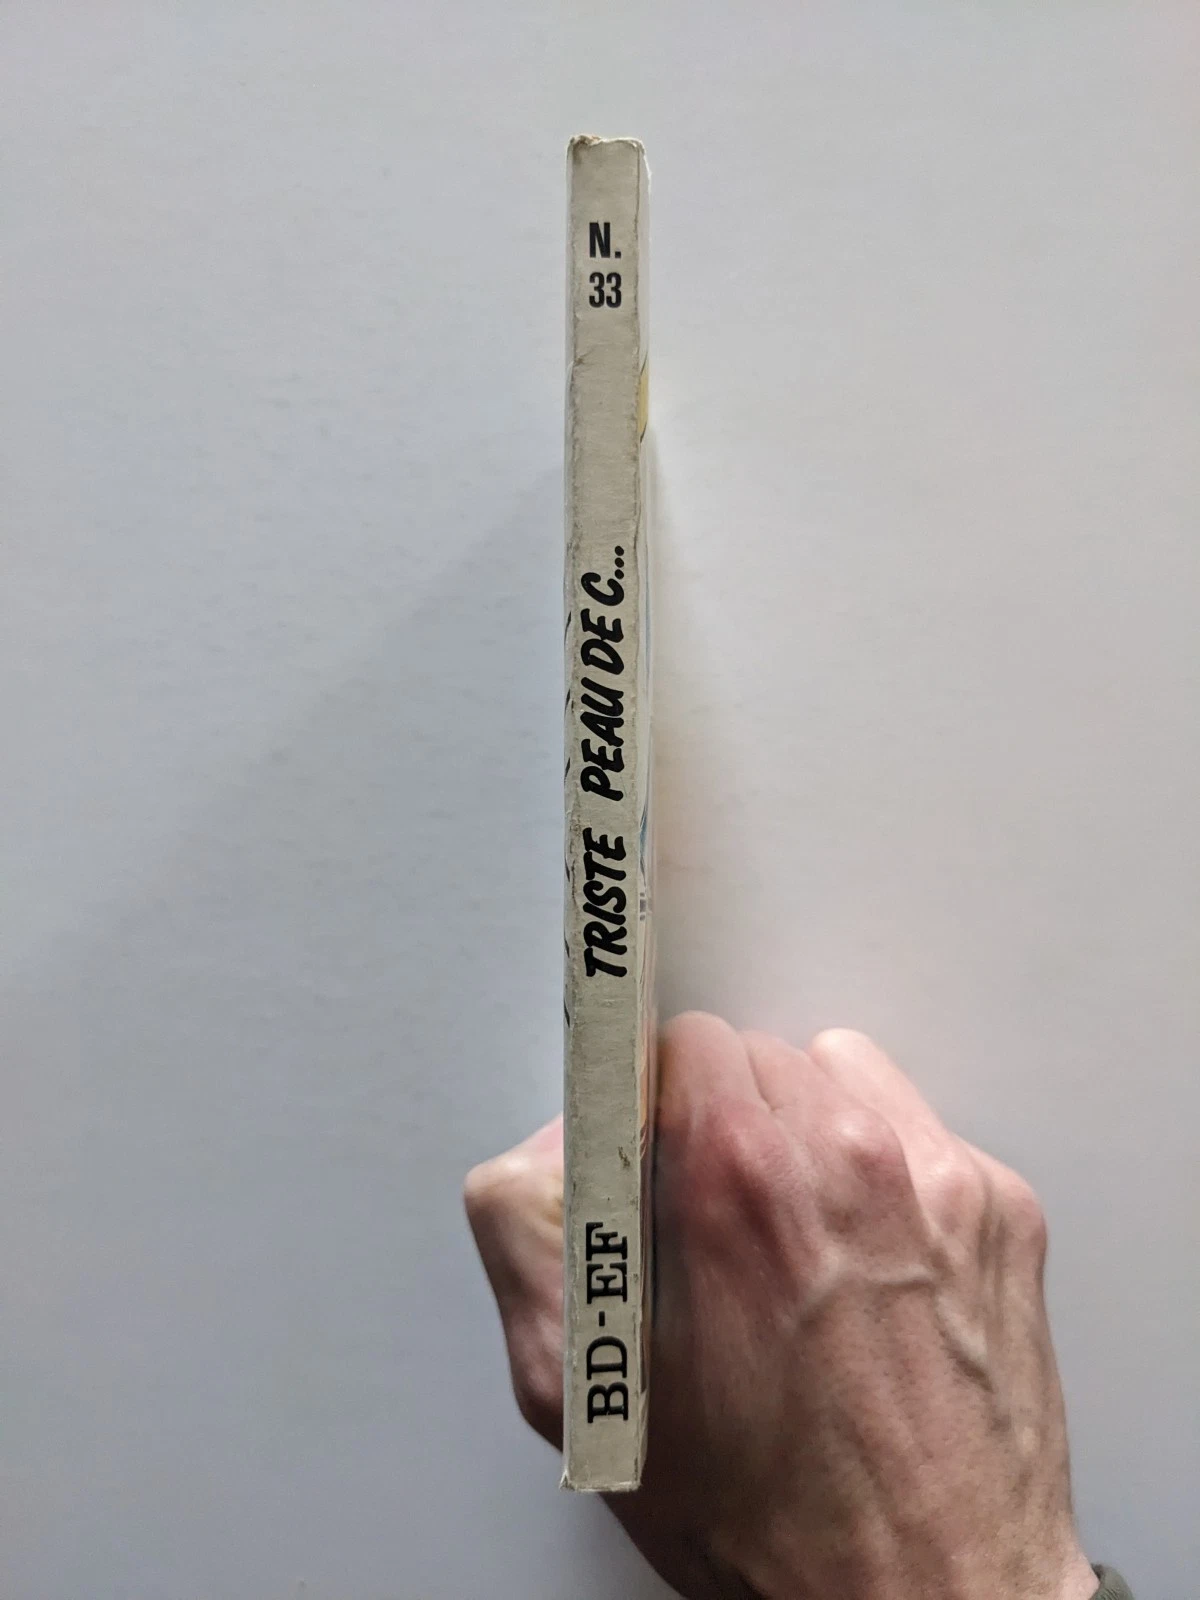 N.
33
TRISTE PEAU DE C...
BD-EF